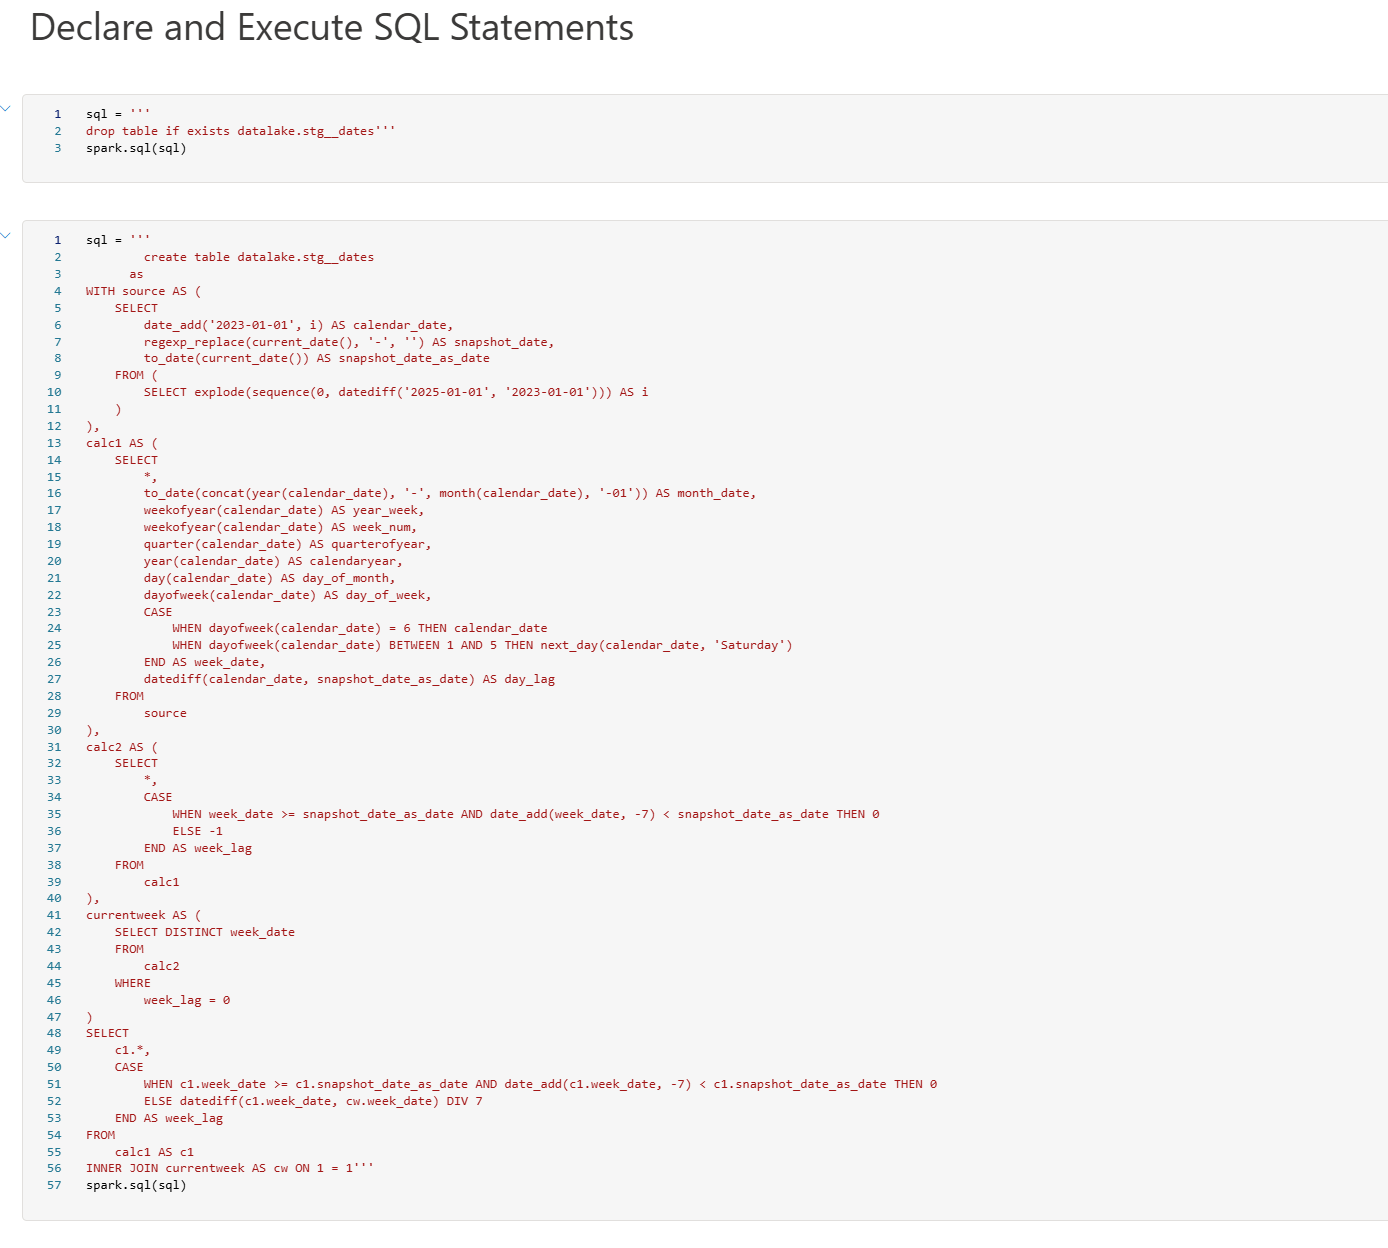 Declare and Execute SQL Statements
1 sql = '''
2 drop table if exists datalake.stg__dates'''
3 spark.sql(sql)
1 sql = '''
2 create table datalake.stg__dates
3 as
4 WITH source AS (
5 SELECT
6 date_add('2023-01-01', i) AS calendar_date,
7 regexp_replace(current_date(), '-', '') AS snapshot_date,
8 to_date(current_date()) AS snapshot_date_as_date
9 FROM (
10 SELECT explode(sequence(0, datediff('2025-01-01', '2023-01-01'))) AS i
11 )
12 ),
13 calc1 AS (
14 SELECT
15 *,
16 to_date(concat(year(calendar_date), '-', month(calendar_date), '-01')) AS month_date,
17 weekofyear(calendar_date) AS year_week,
18 weekofyear(calendar_date) AS week_num,
19 quarter(calendar_date) AS quarterofyear,
20 year(calendar_date) AS calendaryear,
21 day(calendar_date) AS day_of_month,
22 dayofweek(calendar_date) AS day_of_week,
23 CASE
24 WHEN dayofweek(calendar_date) = 6 THEN calendar_date
25 WHEN dayofweek(calendar_date) BETWEEN 1 AND 5 THEN next_day(calendar_date, 'Saturday')
26 END AS week_date,
27 datediff(calendar_date, snapshot_date_as_date) AS day_lag
28 FROM
29 source
30 ),
31 calc2 AS (
32 SELECT
33 *,
34 CASE
35 WHEN week_date >= snapshot_date_as_date AND date_add(week_date, -7) < snapshot_date_as_date THEN 0
36 ELSE -1
37 END AS week_lag
38 FROM
39 calc1
40 ),
41 currentweek AS (
42 SELECT DISTINCT week_date
43 FROM
44 calc2
45 WHERE
46 week_lag = 0
47 )
48 SELECT
49 c1.*,
50 CASE
51 WHEN c1.week_date >= c1.snapshot_date_as_date AND date_add(c1.week_date, -7) < c1.snapshot_date_as_date THEN 0
52 ELSE datediff(c1.week_date, cw.week_date) DIV 7
53 END AS week_lag
54 FROM
55 calc1 AS c1
56 INNER JOIN currentweek AS cw ON 1 = 1'''
57 spark.sql(sql)